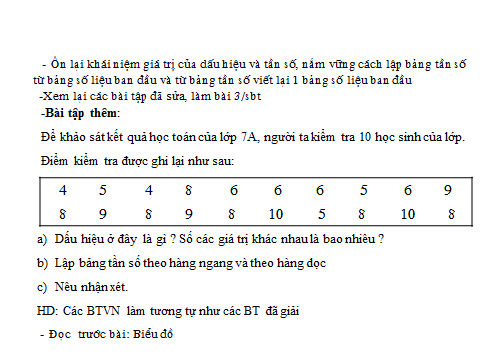 - Ôn lại khái niệm giá trị của dấu hiệu và tần số, nắm vững cách lập bảng tần số
từ bảng số liệu ban đầu và từ bảng tần số viết lại 1 bảng số liệu ban đầu
-Xem lại các bài tập đã sửa, làm bài 3/sbt
-Bài tập thêm:
Để khảo sát kết quả học toán của lớp 7A, người ta kiểm tra 10 học sinh của lớp.
Điểm kiểm tra được ghi lại như sau:
4 5 4 8 6 6 6 5 6 9
8 9 8 9 8 10 5 8 10 8
a) Dấu hiệu ở đây là gì ? Số các giá trị khác nhau là bao nhiêu ?
b) Lập bảng tần số theo hàng ngang và theo hàng dọc
c) Nêu nhận xét.
HD: Các BTVN làm tương tự như các BT đã giải
- Đọc trước bài: Biểu đồ